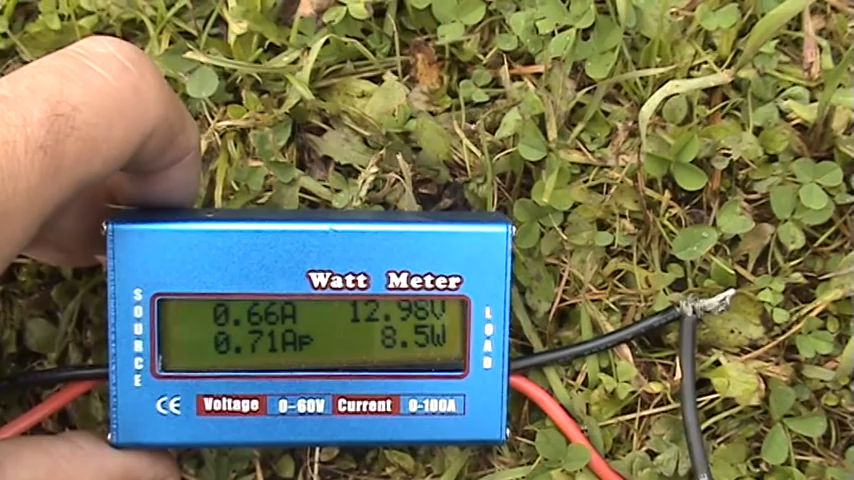 Watt Meter
SOURCE
0.66A 12.98V
0.71Ap 8.5W
LOAD
CE Voltage 0-60V Current 0-100A